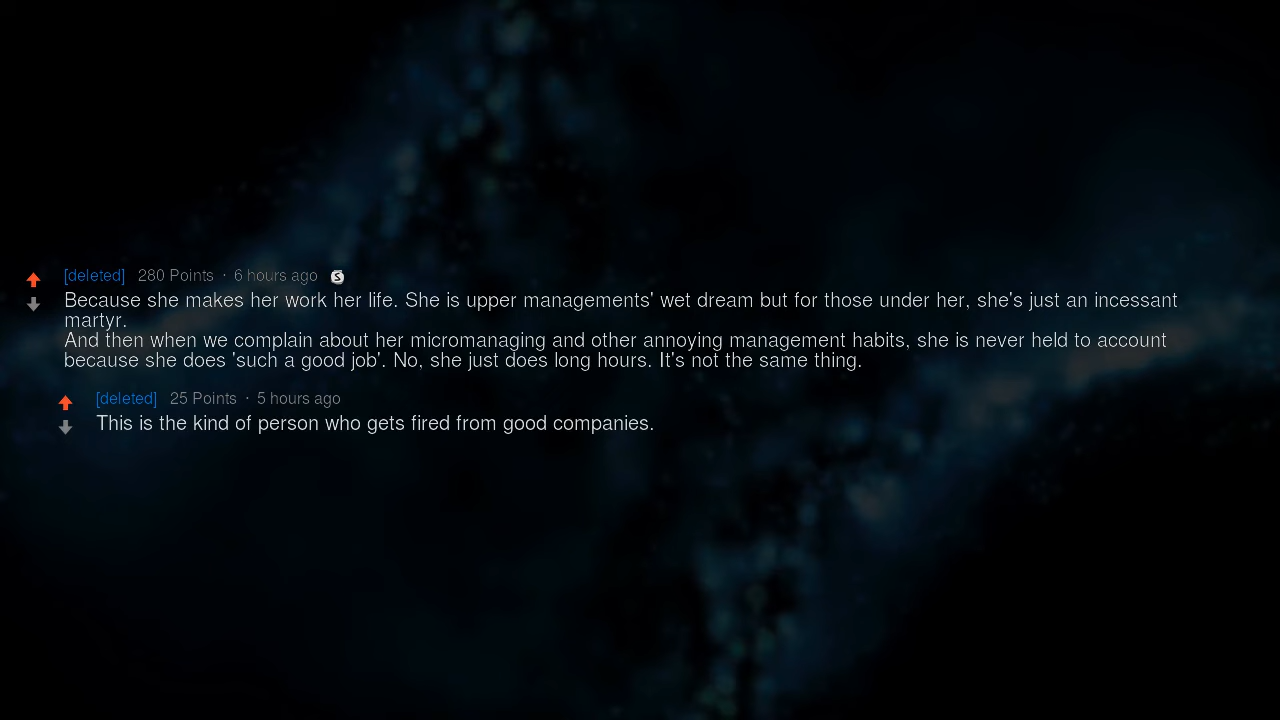 [deleted] 280 Points · 6 hours ago S
Because she makes her work her life. She is upper managements' wet dream but for those under her, she's just an incessant
martyr.
And then when we complain about her micromanaging and other annoying management habits, she is never held to account
because she does 'such a good job'. No, she just does long hours. It's not the same thing.
[deleted] 25 Points · 5 hours ago
This is the kind of person who gets fired from good companies.